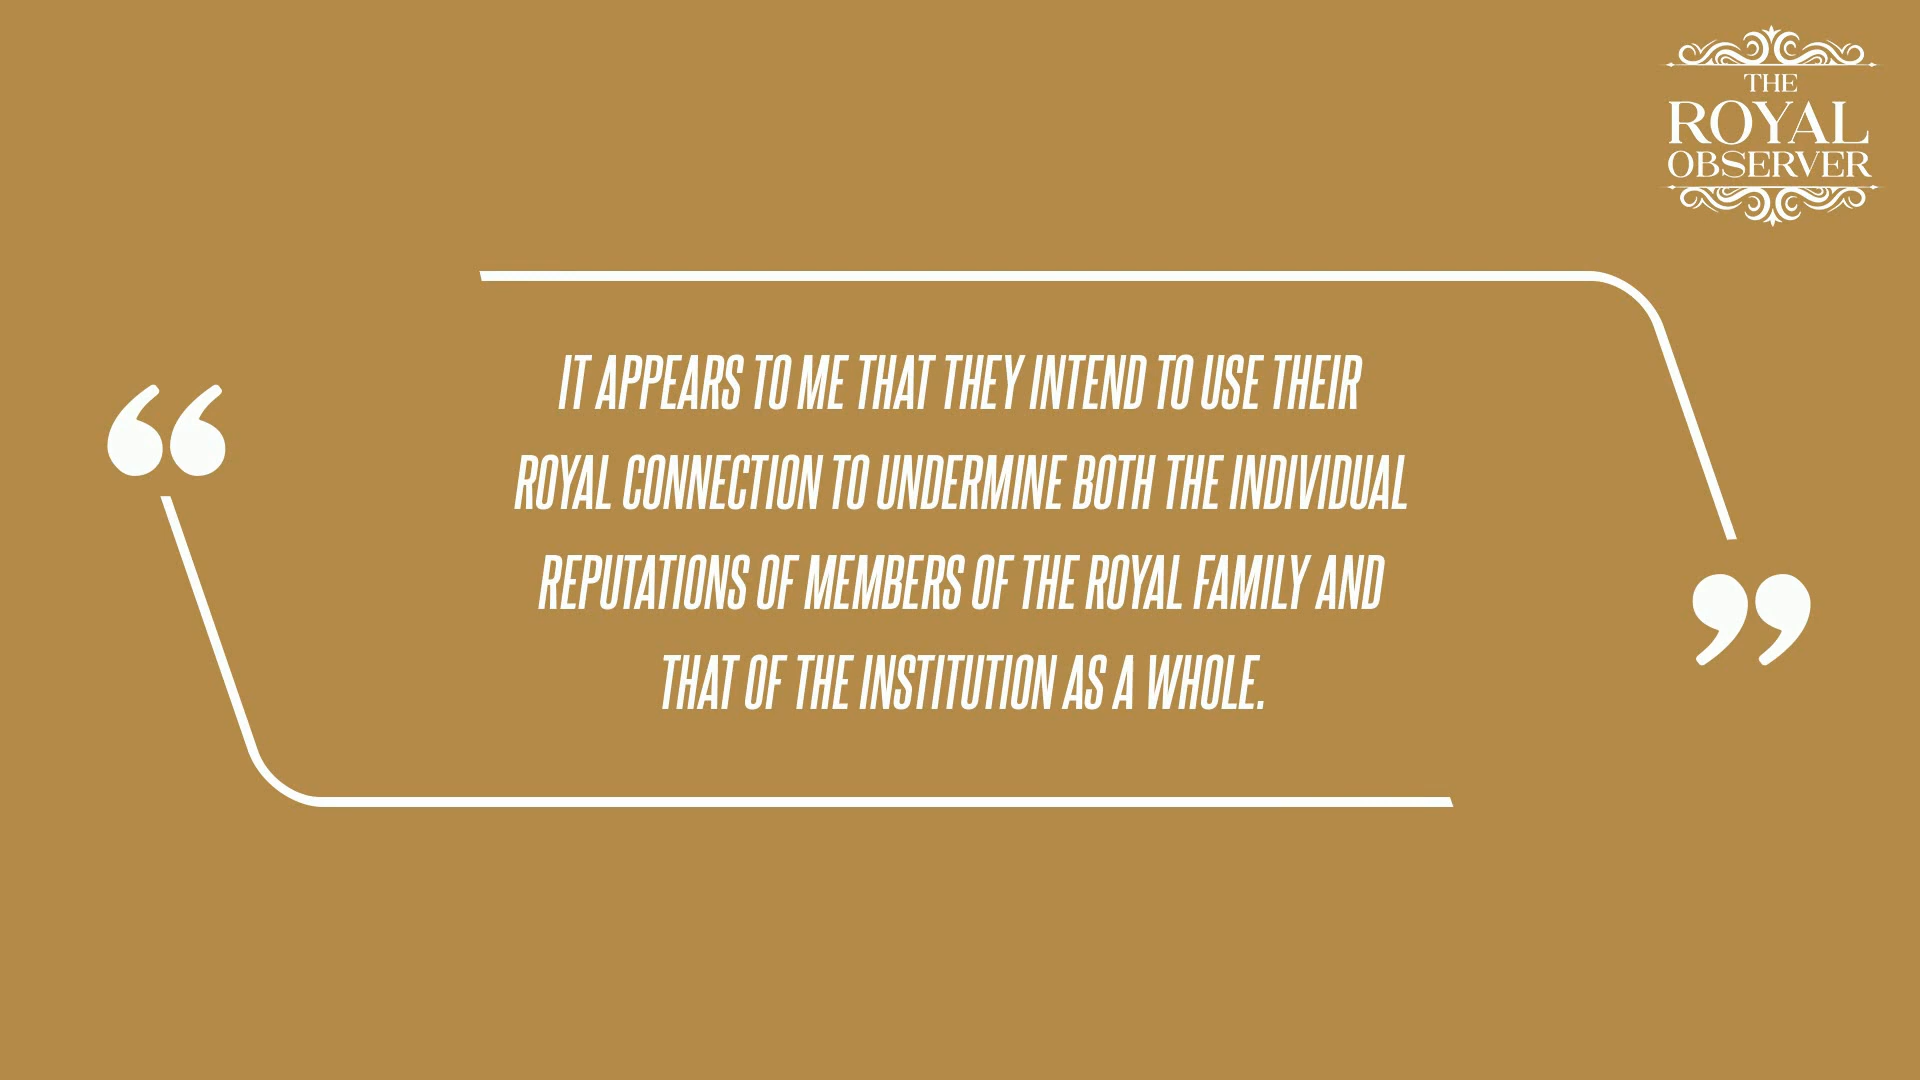 THE
ROYAL
OBSERVER
“
IT APPEARS TO ME THAT THEY INTEND TO USE THEIR
ROYAL CONNECTION TO UNDERMINE BOTH THE INDIVIDUAL
REPUTATIONS OF MEMBERS OF THE ROYAL FAMILY AND
THAT OF THE INSTITUTION AS A WHOLE.
”